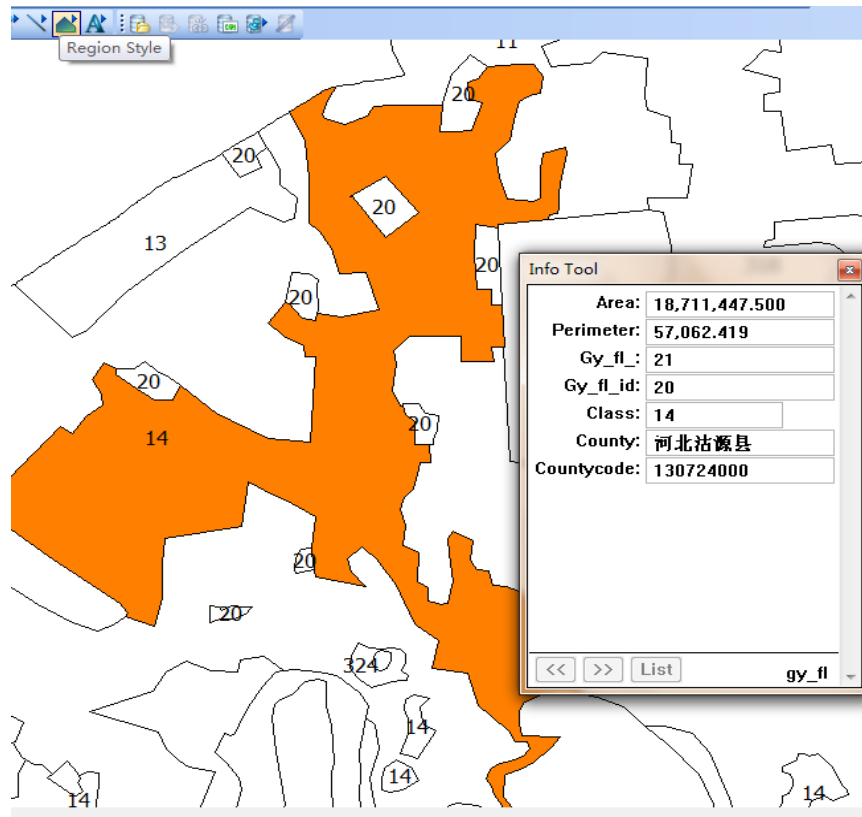 Region Style
11
20
20
13
20
20
20
Info Tool
Area: 18,711,447.500
Perimeter: 57,062.419
Gy_fl_: 21
Gy_fl_id: 20
Class: 14
County: 河北沽源县
Countycode: 130724000
20
14
20
20
20
324
14
14
14
14
<< >> List gy_fl